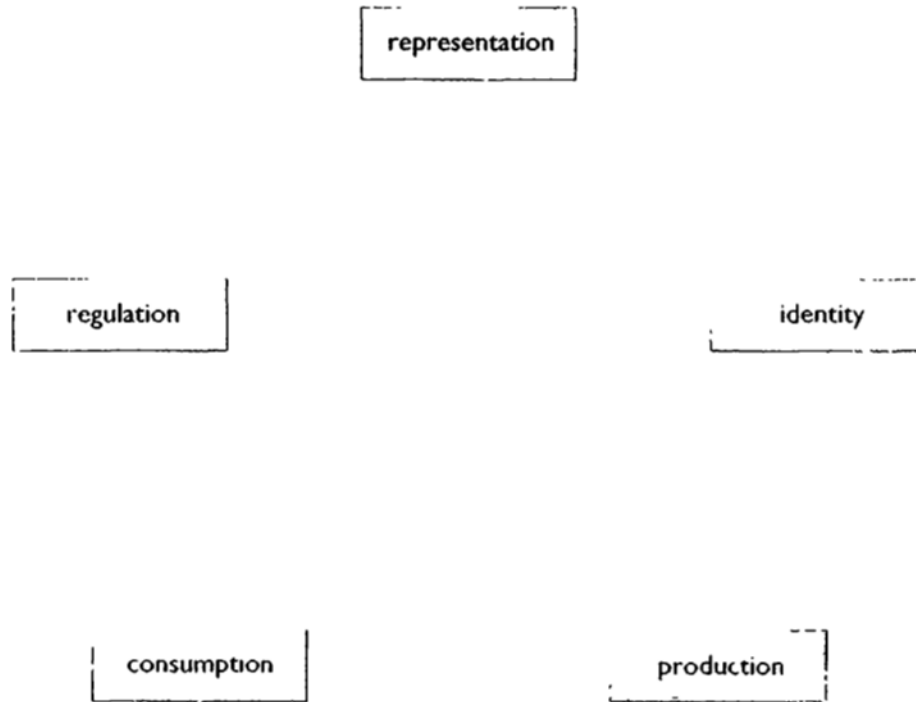 representation
regulation
identity
consumption
production